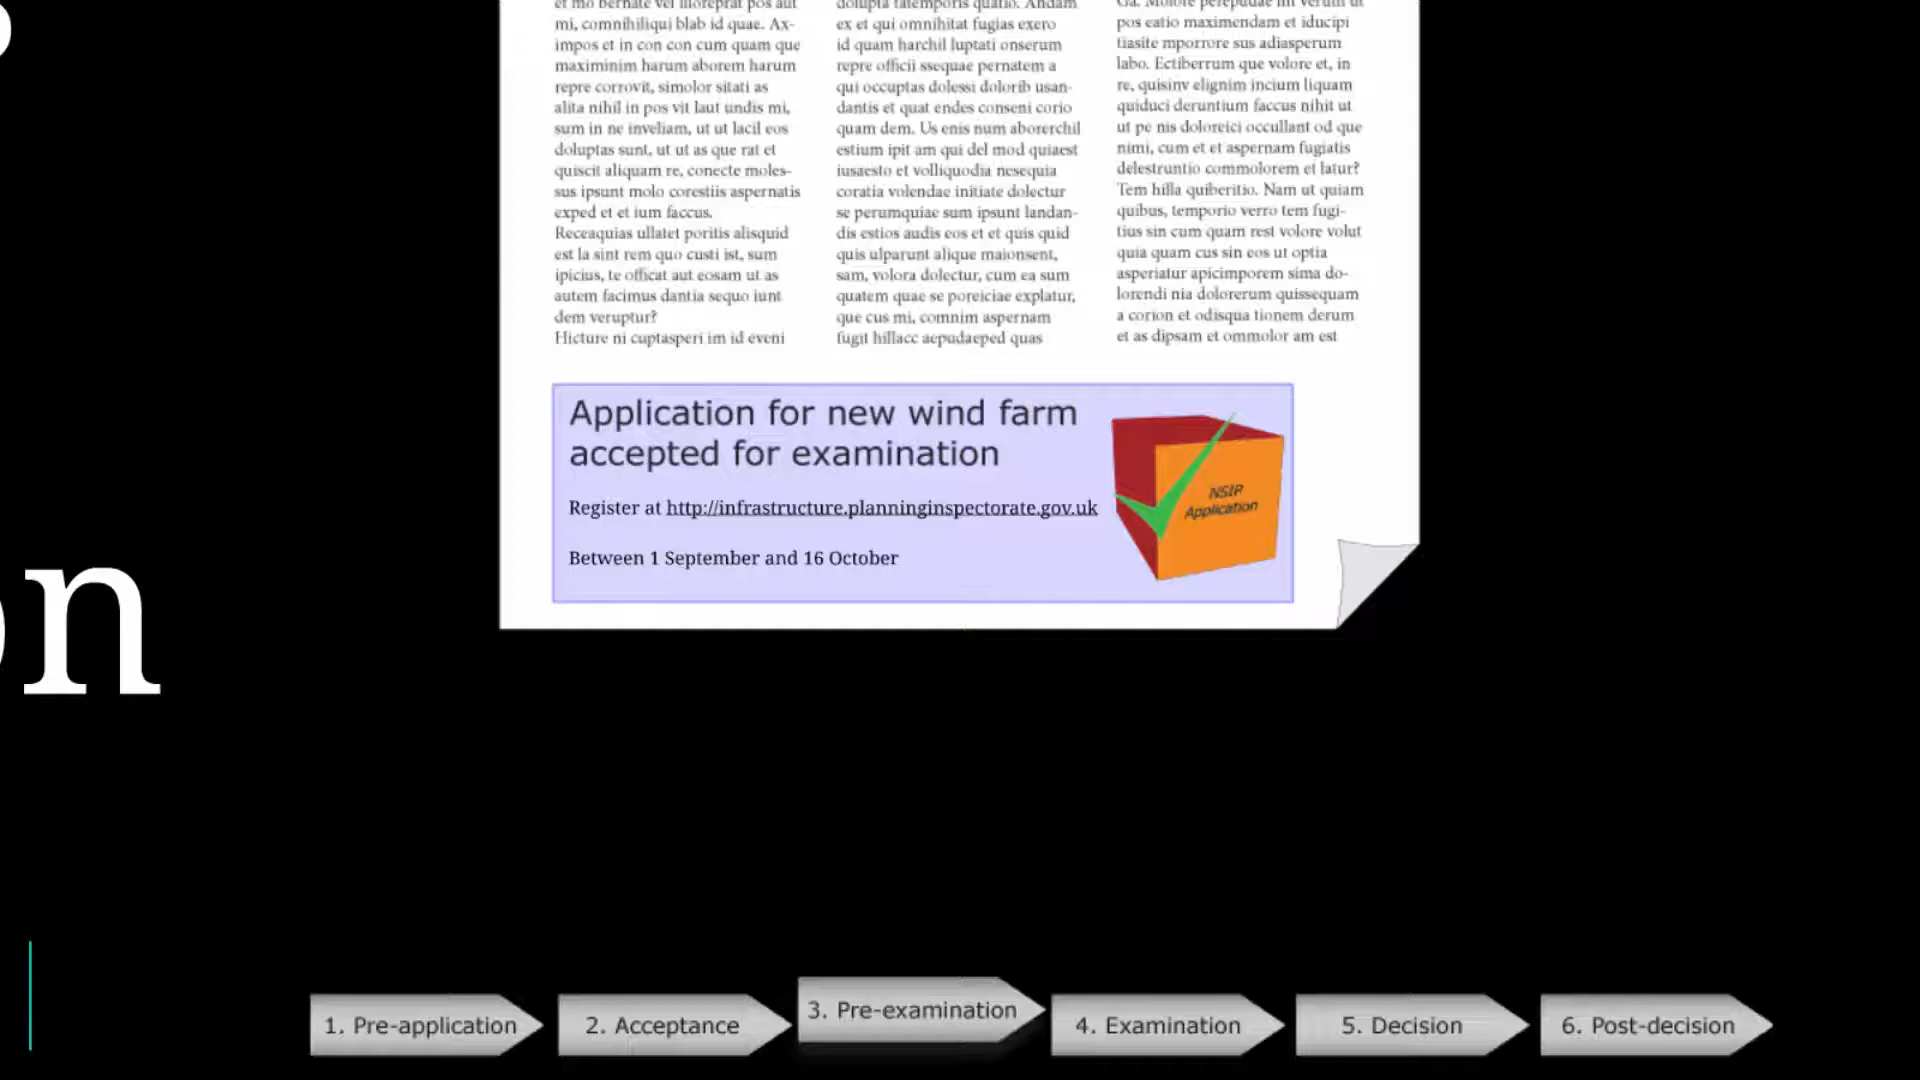 mi, comnihiliqui blab id quae. Ax-
impos et in con con cum quam que
maximinim harum aborem harum
repre corrovit, simolor sitati as
alita nihil in pos vit laut undis mi,
sum in ne inveliam, ut ut lacil eos
doluptas sunt, ut ut as que rat et
quiscit aliquam re, conecte moles-
sus ipsunt molo corestiis aspernatis
exped et et ium faccus.
Receaquias ullatet poritis alisquid
est la sint rem quo custi ist, sum
ipicius, te officat aut eosam ut as
autem facimus dantia sequo iunt
dem veruptur?
Hicture ni cuptasperi im id eveni
dolupta tatemporis quatio. Andam
ex et qui omnihitat fugias exero
id quam harchil luptati onserum
repre officii ssequae pernatem a
qui occuptas dolessi dolorib usan-
dantis et quat endes conseni corio
quam dem. Us enis num aborerchil
estium ipit am qui del mod quiaest
iusaesto et volliquodia nesequia
coratia volendae initiate dolectur
se perumquiae sum ipsunt landan-
dis estios audis eos et et quis quid
quis ulparunt alique maionsent,
sam, volora dolectur, cum ea sum
quatem quae se poreiciae explatur,
que cus mi, comnim aspernam
fugit hillacc aepudaeped quas
pos eatio maximendam et iducipi
tiasite mporrore sus adiasperum
labo. Ectiberrum que volore et, in
re, quisinv elignim incium liquam
quiduci deruntium faccus nihit ut
ut pe nis doloreici occullant od que
nimi, cum et et aspernam fugiatis
delestruntio commolorem et latur?
Tem hilla quiberitio. Nam ut quiam
quibus, temporio verro tem fugi-
tius sin cum quam rest volore volut
quia quam cus sin eos ut optia
asperiatur apicimporem sima do-
lorendi nia dolorerum quissequam
a corion et odisqua tionem derum
et as dipsam et ommolor am est
Application for new wind farm
accepted for examination
Register at http://infrastructure.planninginspectorate.gov.uk
Between 1 September and 16 October
NSIP
Application
n
1. Pre-application
2. Acceptance
3. Pre-examination
4. Examination
5. Decision
6. Post-decision